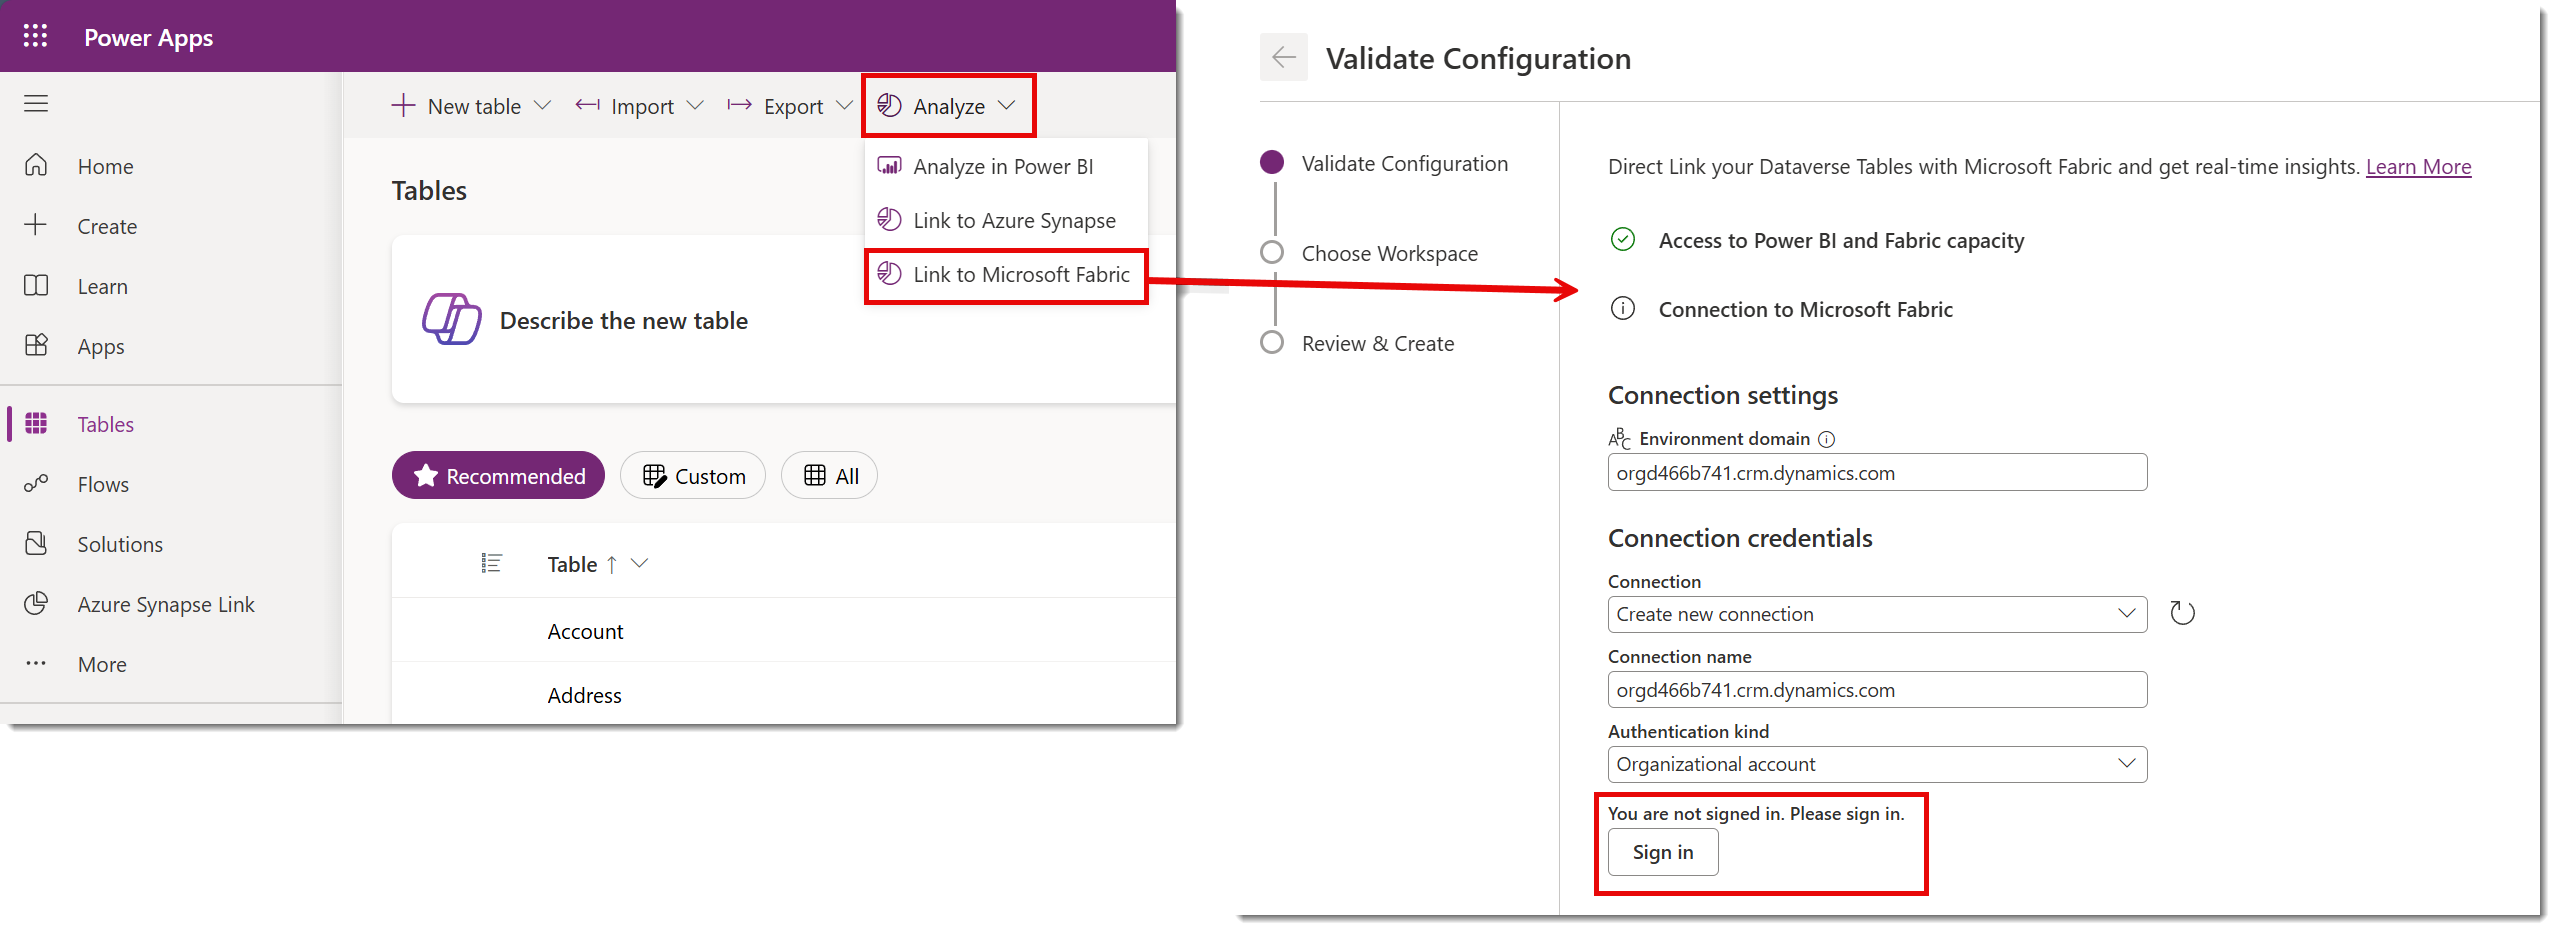 Power Apps
New table
Import
Export
Analyze
Home
Create
Learn
Apps
Tables
Flows
Solutions
Azure Synapse Link
More
Analyze in Power BI
Link to Azure Synapse
Link to Microsoft Fabric
Tables
Describe the new table
Recommended
Custom
All
Table
Account
Address
Validate Configuration
Validate Configuration
Choose Workspace
Review & Create
Direct Link your Dataverse Tables with Microsoft Fabric and get real-time insights. Learn More
Access to Power BI and Fabric capacity
Connection to Microsoft Fabric
Connection settings
ABC Environment domain
orgd466b741.crm.dynamics.com
Connection credentials
Connection
Create new connection
Connection name
orgd466b741.crm.dynamics.com
Authentication kind
Organizational account
You are not signed in. Please sign in.
Sign in